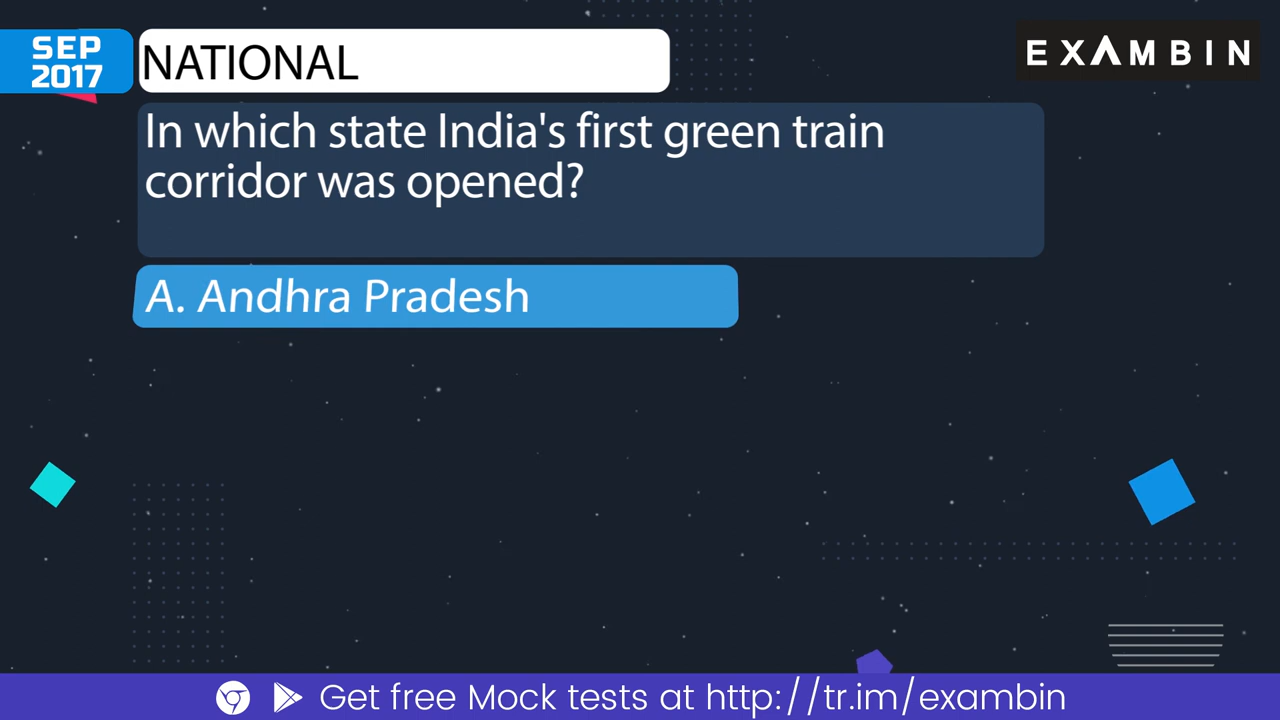 SEP
2017
NATIONAL
EXAMBIN
In which state India's first green train
corridor was opened?
A. Andhra Pradesh
Get free Mock tests at http://tr.im/exambin